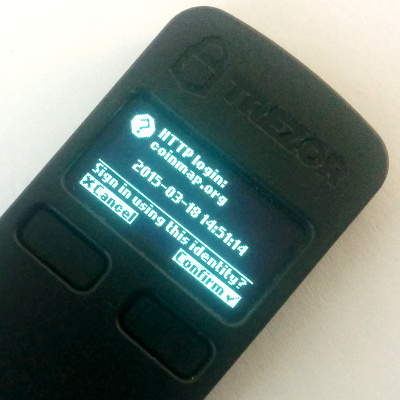 TREZOR
HTTP login:
coinmap.org
2015-03-18 14:51:14
Sign in using this identity?
Cancel
Confirm